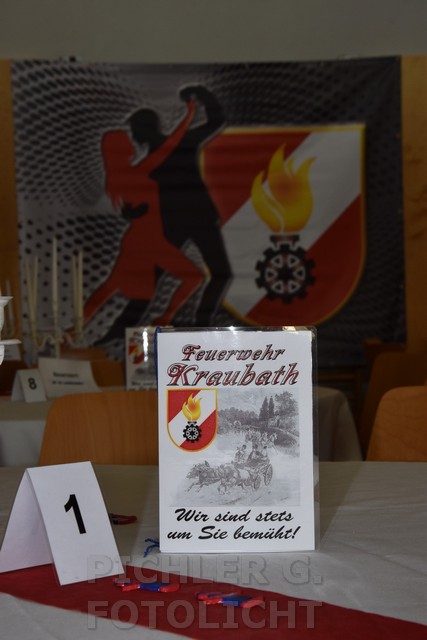 8
Feuerwehr
Kraubath
Wir sind stets
um Sie bemüht!
1
PICHLER G.
FOTOLICHT